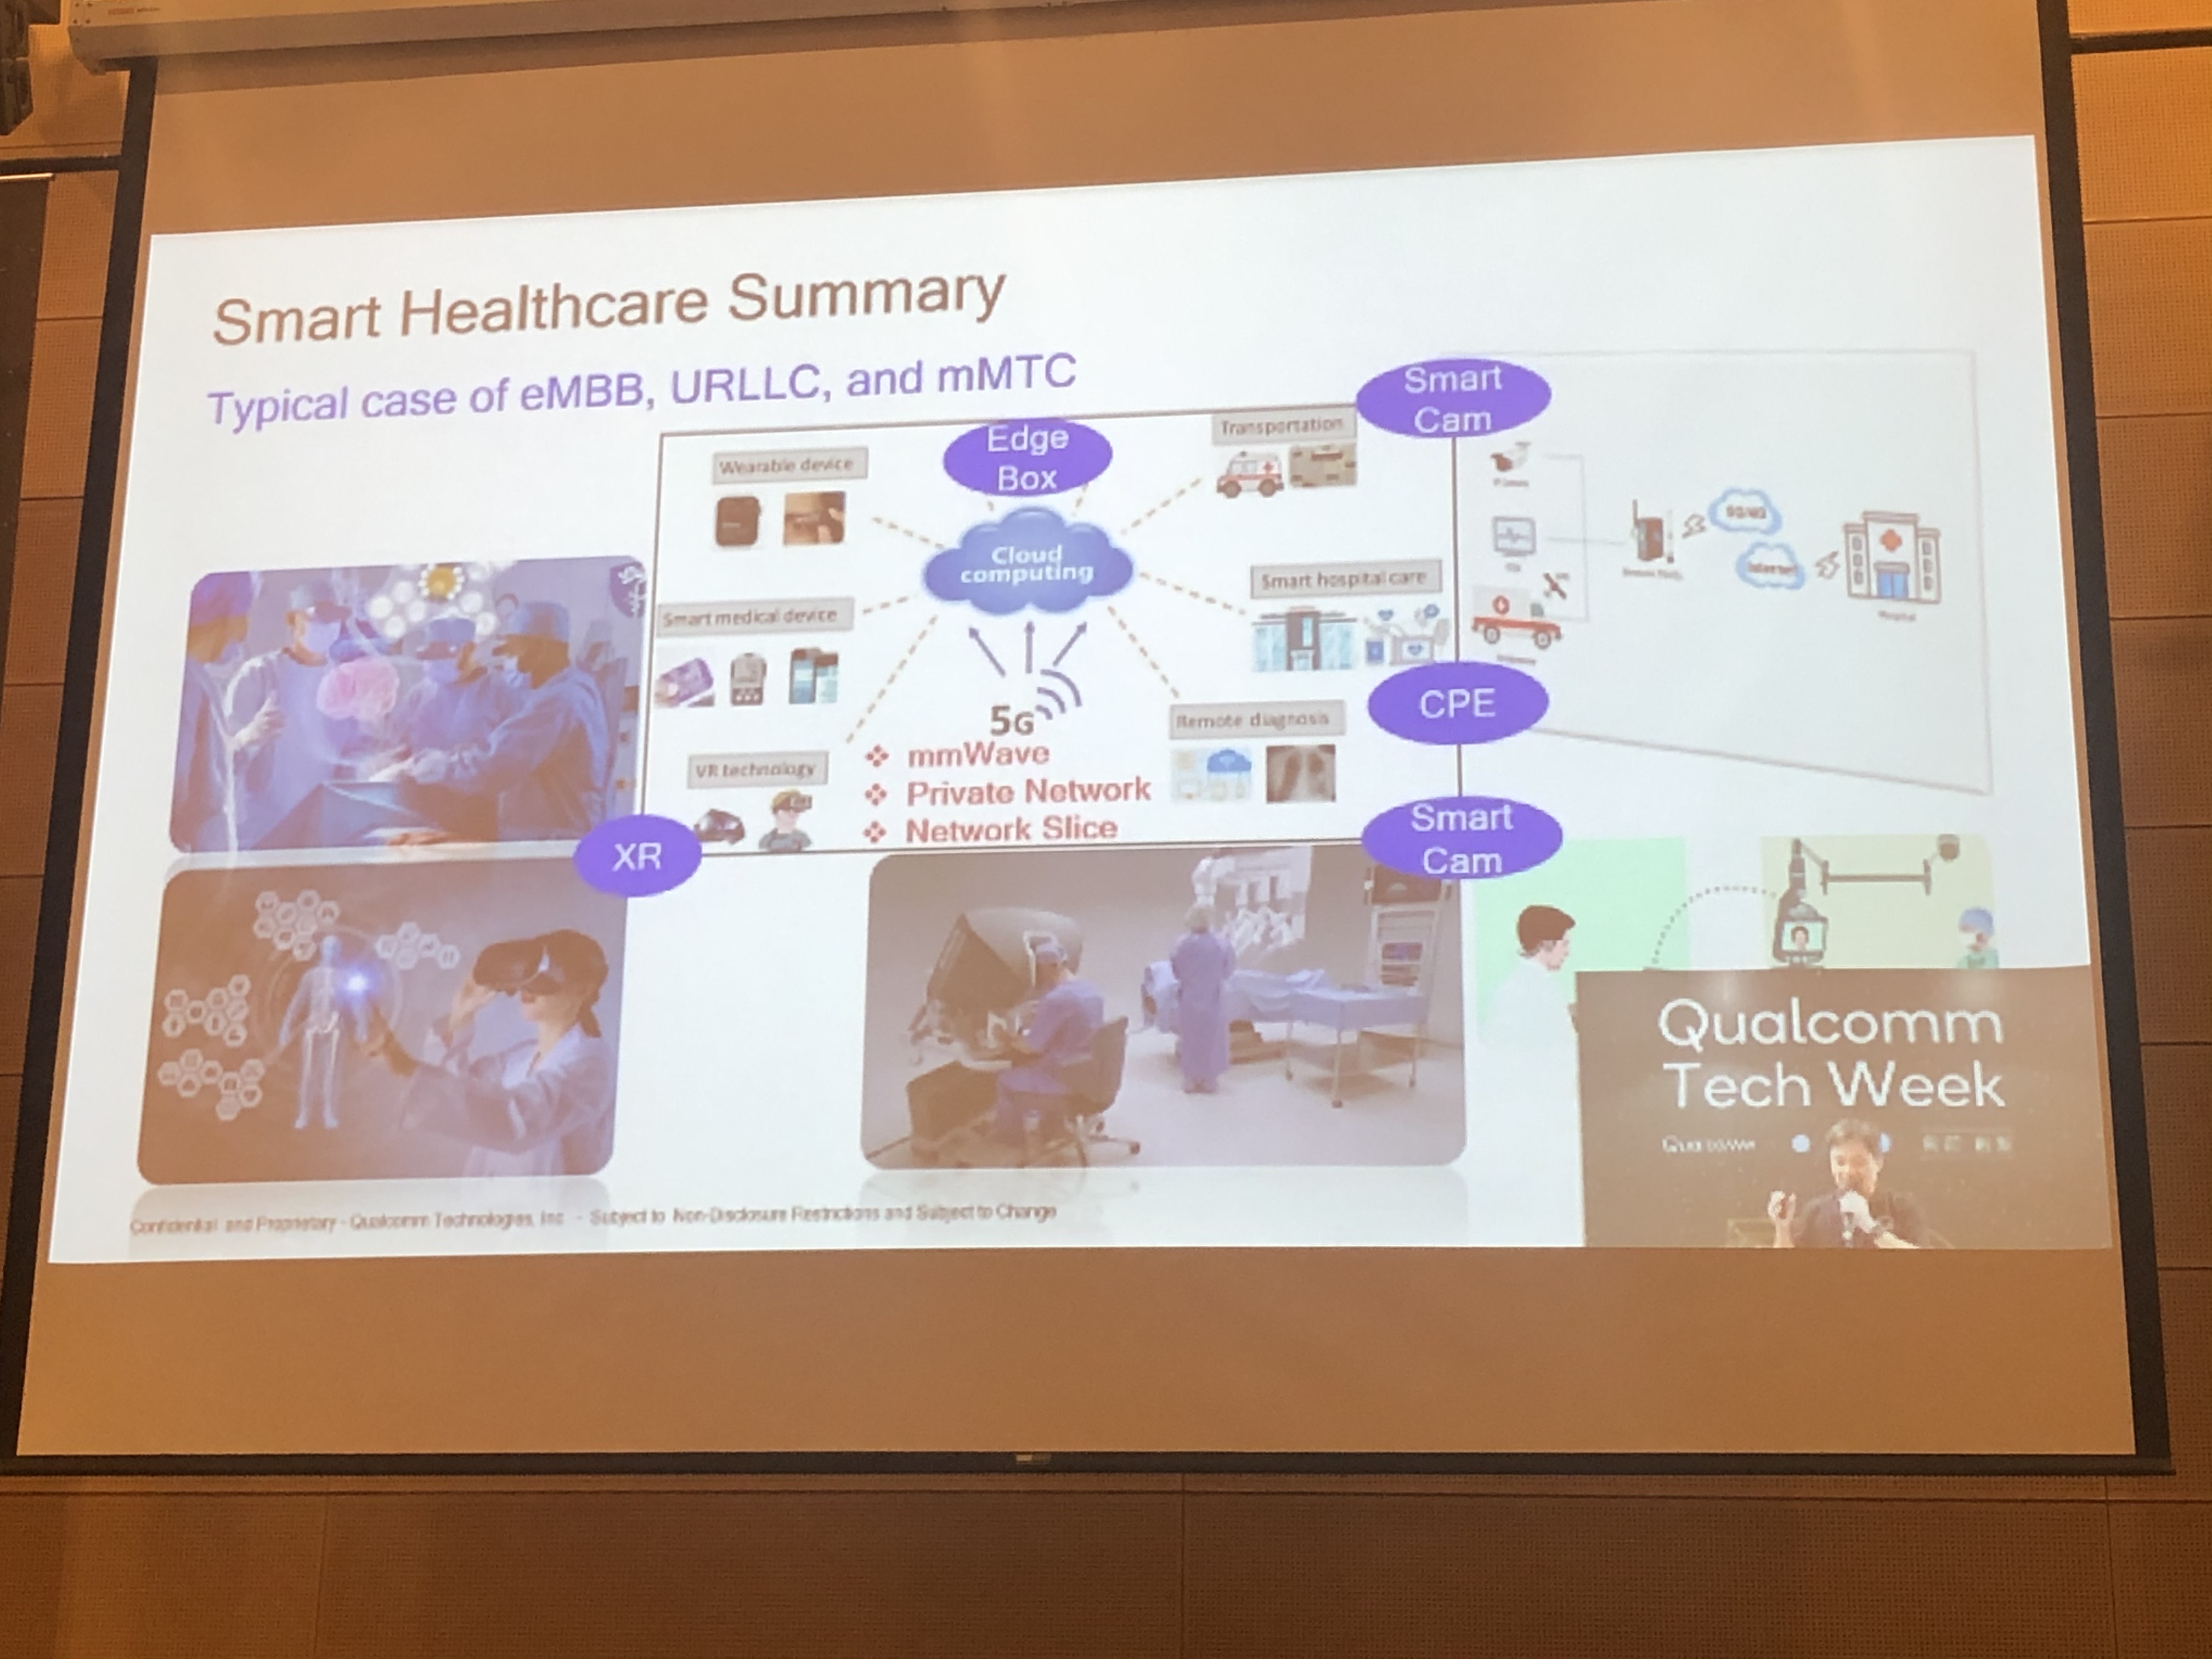 Smart Healthcare Summary
Typical case of eMBB, URLLC, and mMTC
Smart
Cam
Edge
Box
Transportation
Wearable device
Cloud
computing
Smart hospital care
Smart medical device
CPE
5G
Remote diagnosis
VR technology
❖ mmWave
❖ Private Network
❖ Network Slice
XR
Smart
Cam
Internet
Hospital
Qualcomm
Tech Week
Qualcomm
Confidential and Proprietary - Qualcomm Technologies, Inc. - Subject to Non-Disclosure Restrictions and Subject to Change